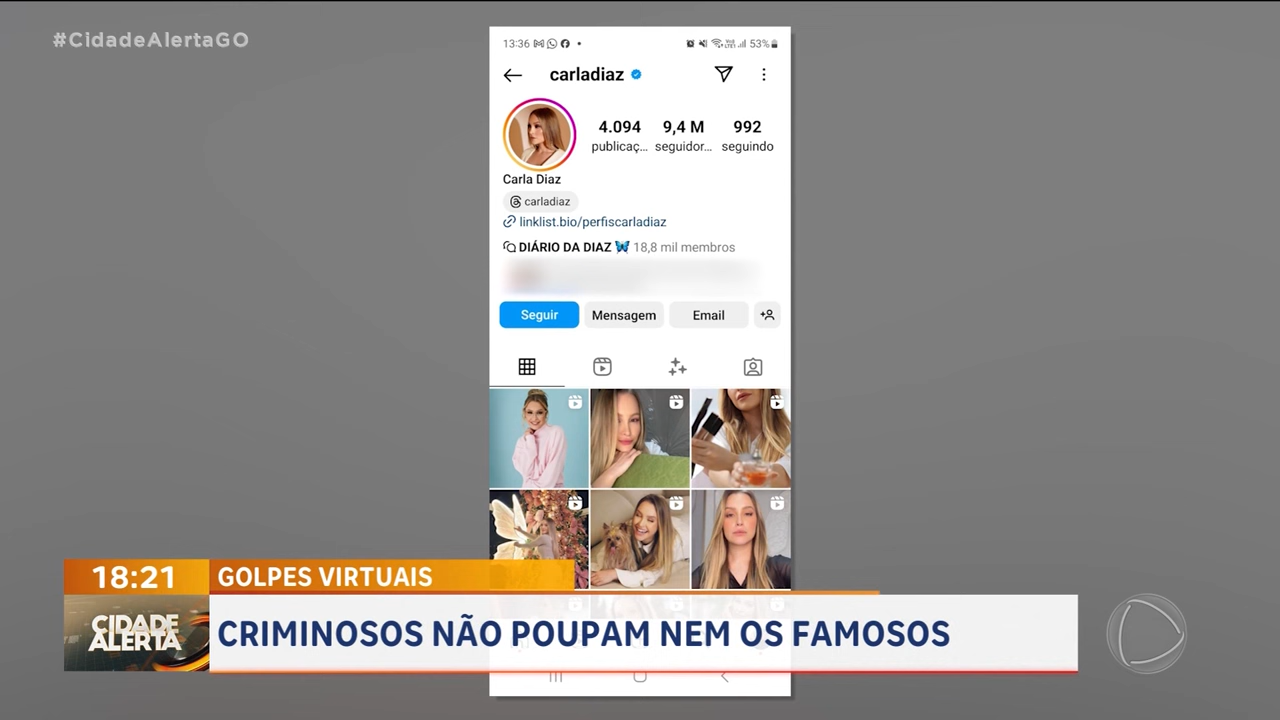 #CidadeAlertaGO
13:36
53%
carladiaz
4.094
9,4 M
992
publicaç...
seguidor...
seguindo
Carla Diaz
carladiaz
linklist.bio/perfiscarladiaz
DIÁRIO DA DIAZ 🦋 18,8 mil membros
Seguir
Mensagem
Email
18:21
GOLPES VIRTUAIS
CIDADE
ALERTA
CRIMINOSOS NÃO POUPAM NEM OS FAMOSOS